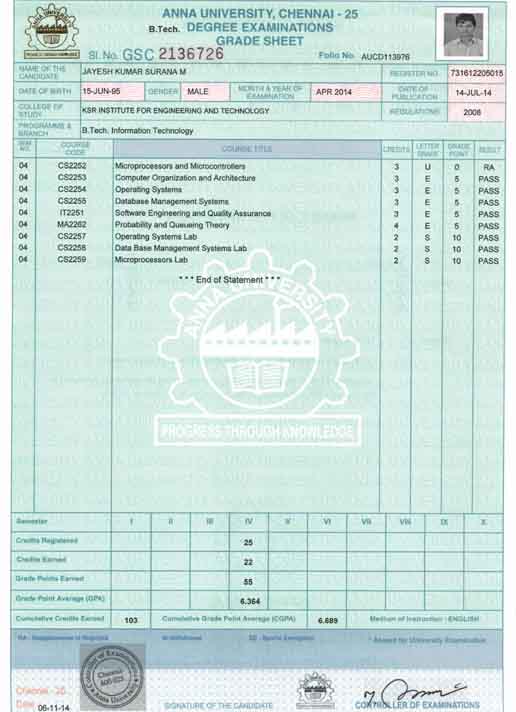 ANNA UNIVERSITY, CHENNAI - 25
B.Tech. DEGREE EXAMINATIONS
GRADE SHEET
Sl. No. GSC 2136726 Folio No AUCD113976
NAME OF THE CANDIDATE JAYESH KUMAR SURANA M REGISTER NO. 731612205015
DATE OF BIRTH 15-JUN-95 GENDER MALE MONTH & YEAR OF EXAMINATION APR 2014 DATE OF PUBLICATION 14-JUL-14
COLLEGE OF STUDY KSR INSTITUTE FOR ENGINEERING AND TECHNOLOGY REGULATIONS 2008
PROGRAMME & BRANCH B.Tech. Information Technology
SEM NO. COURSE CODE COURSE TITLE CREDITS LETTER GRADE GRADE POINT RESULT
04 CS2252 Microprocessors and Microcontrollers 3 U 0 RA
04 CS2253 Computer Organization and Architecture 3 E 5 PASS
04 CS2254 Operating Systems 3 E 5 PASS
04 CS2255 Database Management Systems 3 E 5 PASS
04 IT2251 Software Engineering and Quality Assurance 3 E 5 PASS
04 MA2262 Probability and Queueing Theory 4 E 5 PASS
04 CS2257 Operating Systems Lab 2 S 10 PASS
04 CS2258 Data Base Management Systems Lab 2 S 10 PASS
04 CS2259 Microprocessors Lab 2 S 10 PASS
* * * End of Statement * * *
ANNA UNIVERSITY
PROGRESS THROUGH KNOWLEDGE
Semester I II III IV V VI VII VIII IX X
Credits Registered 25
Credits Earned 22
Grade Points Earned 55
Grade Point Average (GPA) 6.364
Cumulative Credits Earned 103 Cumulative Grade Point Average (CGPA) 6.689 Medium of Instruction : ENGLISH
RA - Reappearance is Required W-Withdrawal SE - Sports Exemption * Absent for University Examination
Controller of Examinations
Chennai
600 025
Anna University
Chennai - 25
Date 06-11-14
SIGNATURE OF THE CANDIDATE
CONTROLLER OF EXAMINATIONS